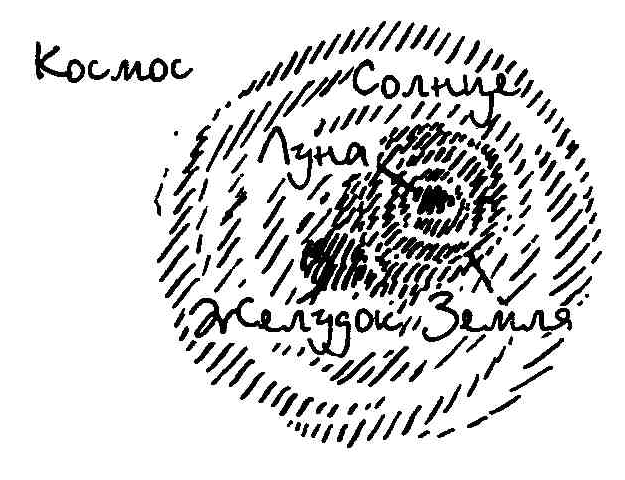 Космос
Солнце
Луна
Желудок
Земля